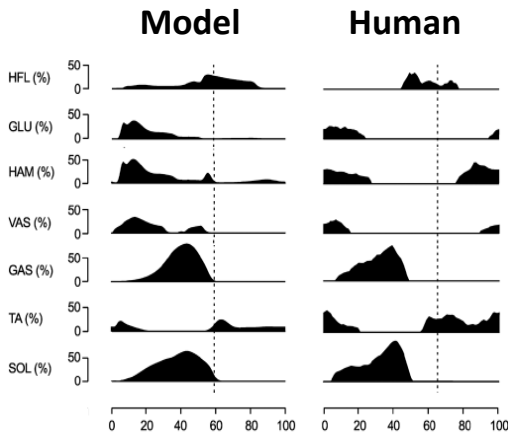 Model Human
HFL (%) 50 0
GLU (%) 50 0
HAM (%) 50 0
VAS (%) 50 0
GAS (%) 50 0
TA (%) 50 0
SOL (%) 50 0
0 20 40 60 80 100 0 20 40 60 80 100